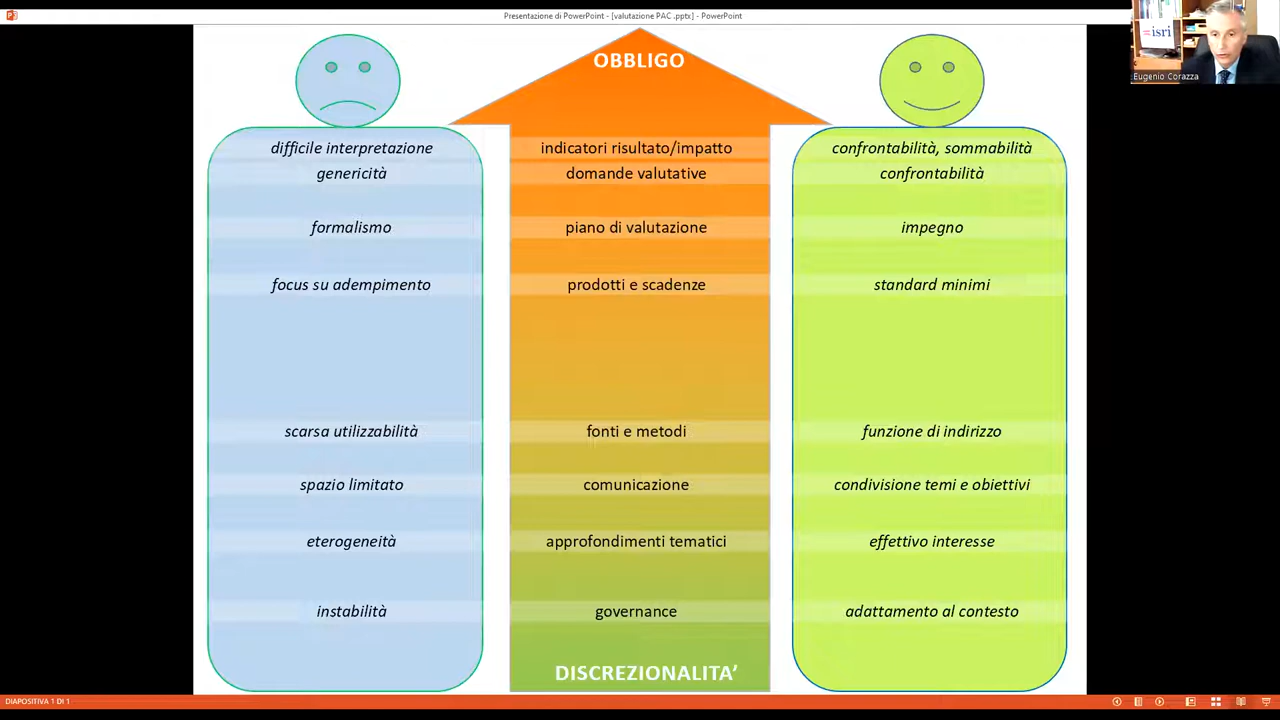 Presentazione di PowerPoint - [valutazione PAC .pptx] - PowerPoint
isri
Eugenio Corazza
OBBLIGO
difficile interpretazione indicatori risultato/impatto confrontabilità, sommabilità
genericità domande valutative confrontabilità
formalismo piano di valutazione impegno
focus su adempimento prodotti e scadenze standard minimi
scarsa utilizzabilità fonti e metodi funzione di indirizzo
spazio limitato comunicazione condivisione temi e obiettivi
eterogeneità approfondimenti tematici effettivo interesse
instabilità governance adattamento al contesto
DISCREZIONALITA’
DIAPOSITIVA 1 DI 1